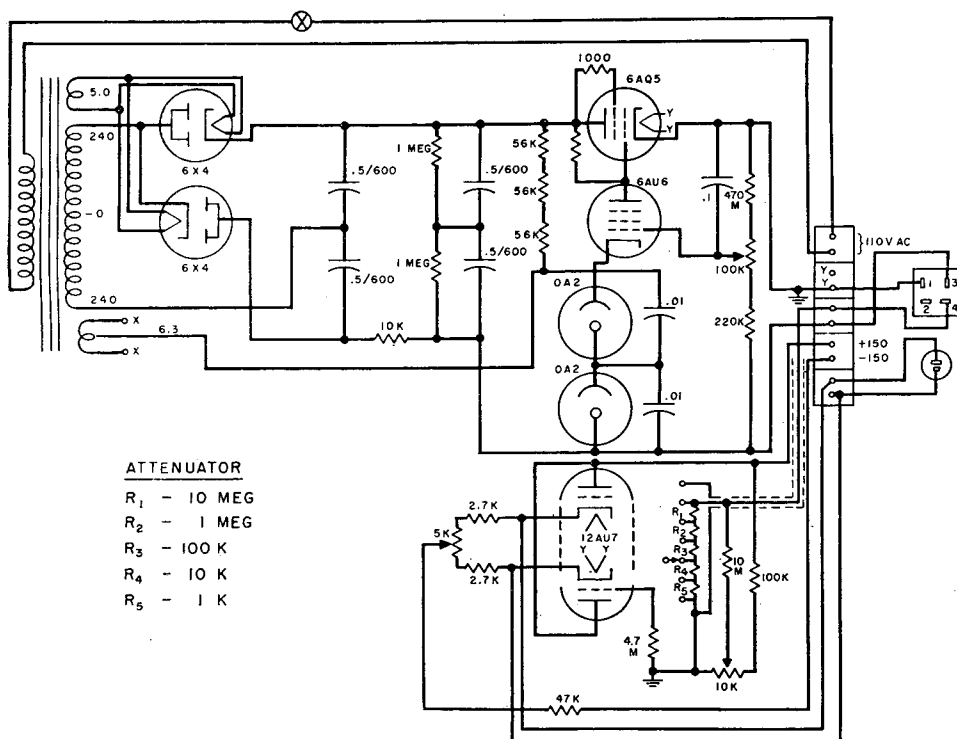 1000
6AQ5
5.0
240
6X4
1 MEG
.5/600
.5/600
56K
56K
56K
Y
Y
6AU6
.1
470
M
-0
100K
110V AC
6X4
.5/600
1 MEG
.5/600
OA2
.01
220K
Y
Y
1
3
2
4
240
10K
X
6.3
X
+150
-150
OA2
.01
ATTENUATOR
R1 - 10 MEG
R2 - 1 MEG
R3 - 100 K
R4 - 10 K
R5 - 1 K
2.7K
5K
2.7K
12AU7
Y Y
R1
R2
R3
R4
R5
10
M
100K
4.7
M
10K
47K